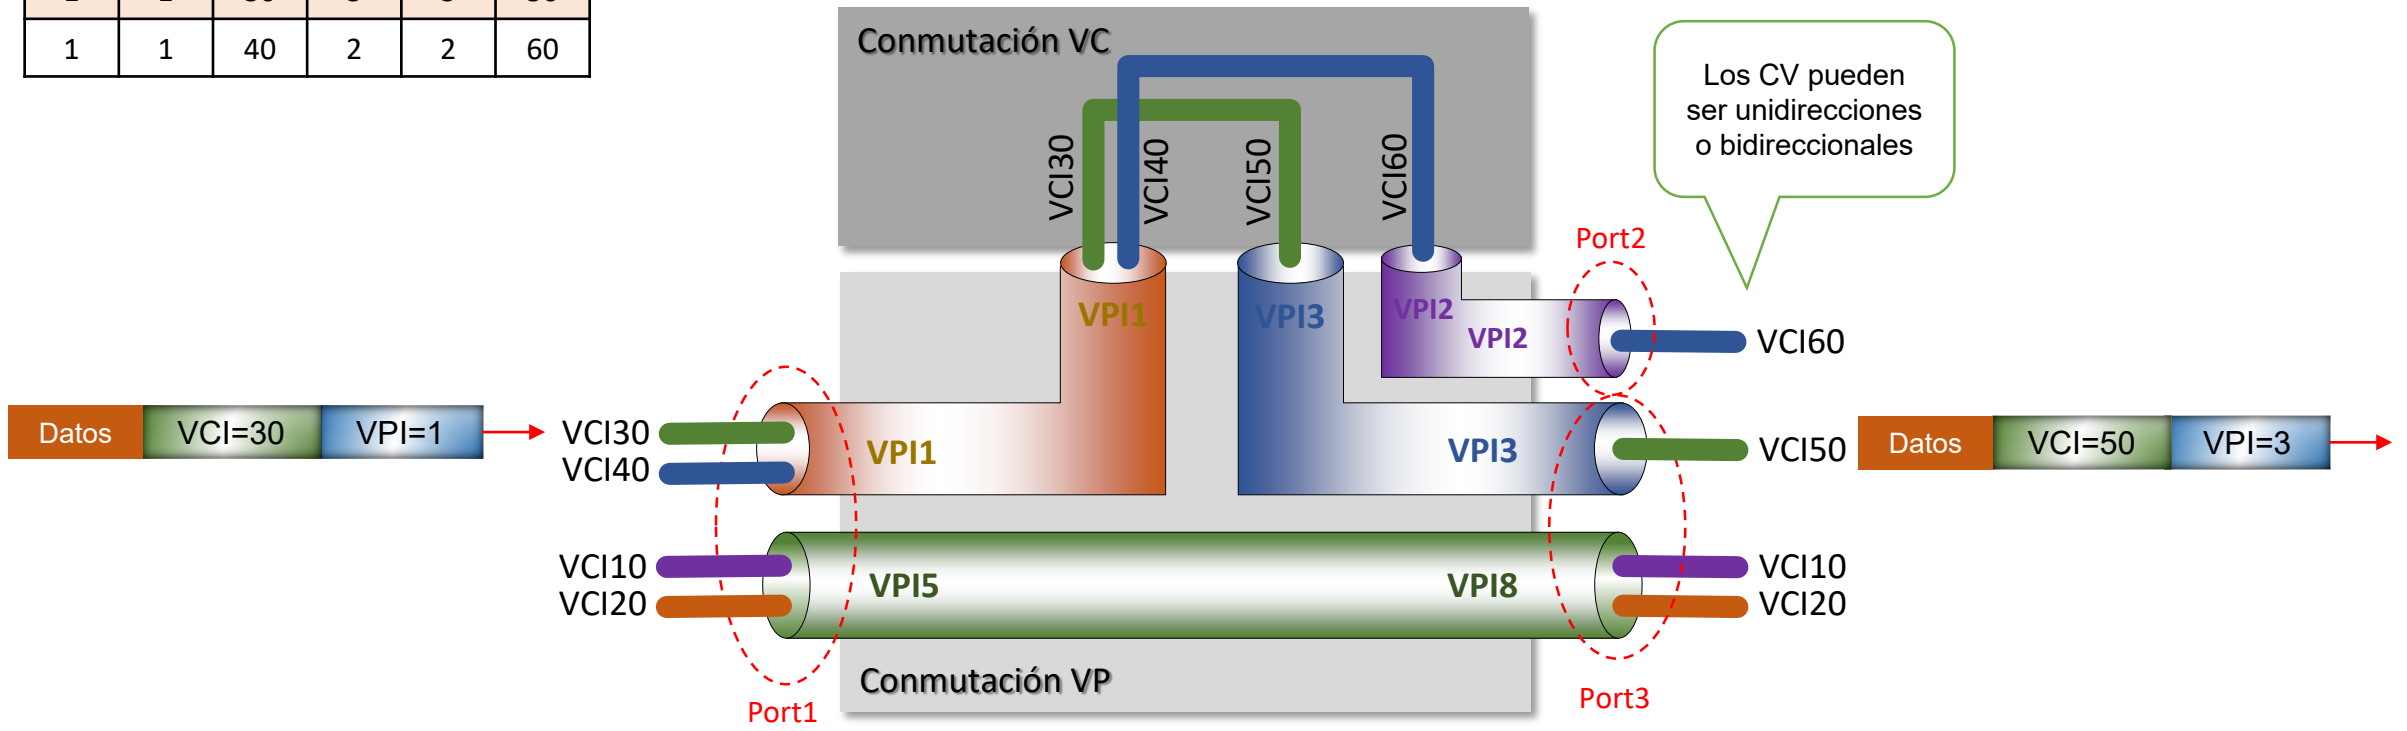 1 1 40 2 2 60
Conmutación VC
VCI30
VCI40
VCI50
VCI60
Los CV pueden
ser unidirecciones
o bidireccionales
Port2
VPI1
VPI3
VPI2
VPI2
VCI60
Datos VCI=30 VPI=1
VCI30
VCI40
VPI1
VPI3
VCI50
Datos VCI=50 VPI=3
VCI10
VCI20
VPI5
VPI8
VCI10
VCI20
Conmutación VP
Port1
Port3